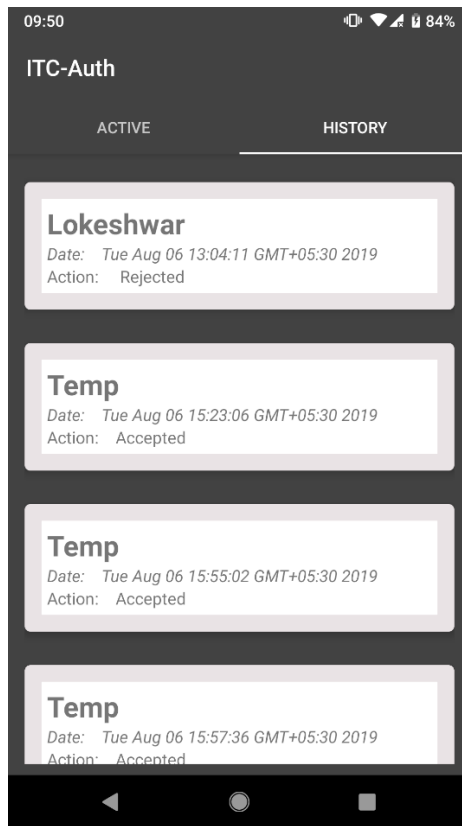 09:50 84%
ITC-Auth
ACTIVE HISTORY
Lokeshwar
Date: Tue Aug 06 13:04:11 GMT+05:30 2019
Action: Rejected
Temp
Date: Tue Aug 06 15:23:06 GMT+05:30 2019
Action: Accepted
Temp
Date: Tue Aug 06 15:55:02 GMT+05:30 2019
Action: Accepted
Temp
Date: Tue Aug 06 15:57:36 GMT+05:30 2019
Action: Accepted